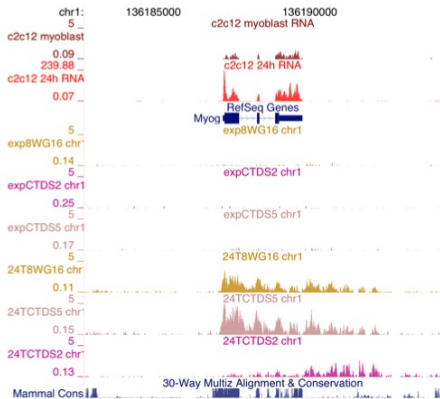 chr1: 136185000 136190000
5 c2c12 myoblast RNA
c2c12 myoblast
0.09
239.88 c2c12 24h RNA
c2c12 24h RNA
0.07
RefSeq Genes
Myog
5 exp8WG16 chr1
exp8WG16 chr
0.14
5 expCTDS2 chr1
expCTDS2 chr1
0.25
5 expCTDS5 chr1
expCTDS5 chr1
0.17
5 24T8WG16 chr1
24T8WG16 chr
0.11
5 24TCTDS5 chr1
24TCTDS5 chr
0.15
5 24TCTDS2 chr1
24TCTDS2 chr
0.13
30-Way Multiz Alignment & Conservation
Mammal Cons